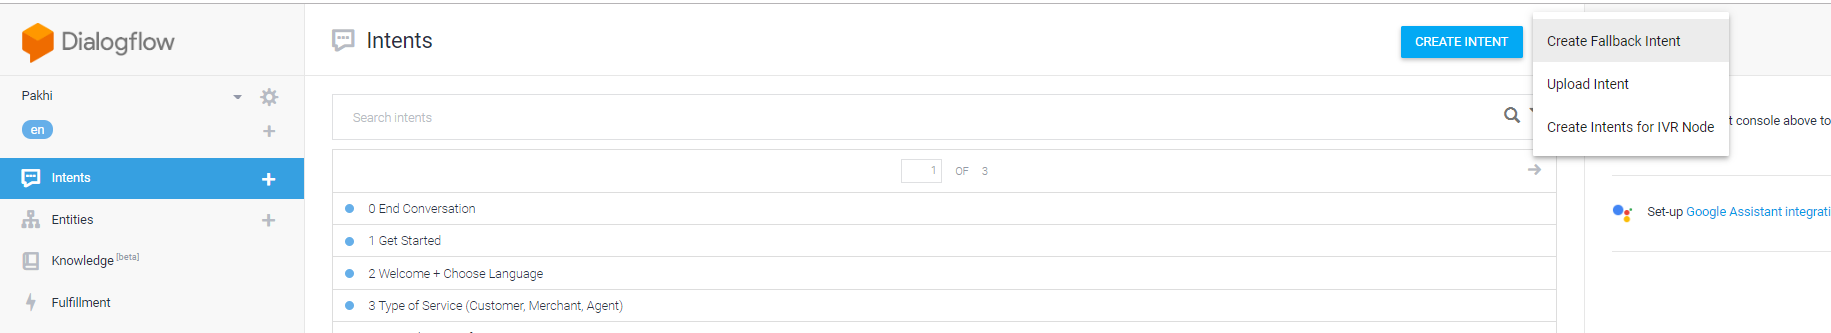 Dialogflow
Intents
CREATE INTENT
Create Fallback Intent
Upload Intent
Create Intents for IVR Node
Pakhi
en
Intents
Entities
Knowledge [beta]
Fulfillment
Search intents
1 OF 3
0 End Conversation
1 Get Started
2 Welcome + Choose Language
3 Type of Service (Customer, Merchant, Agent)
console above to
Set-up Google Assistant